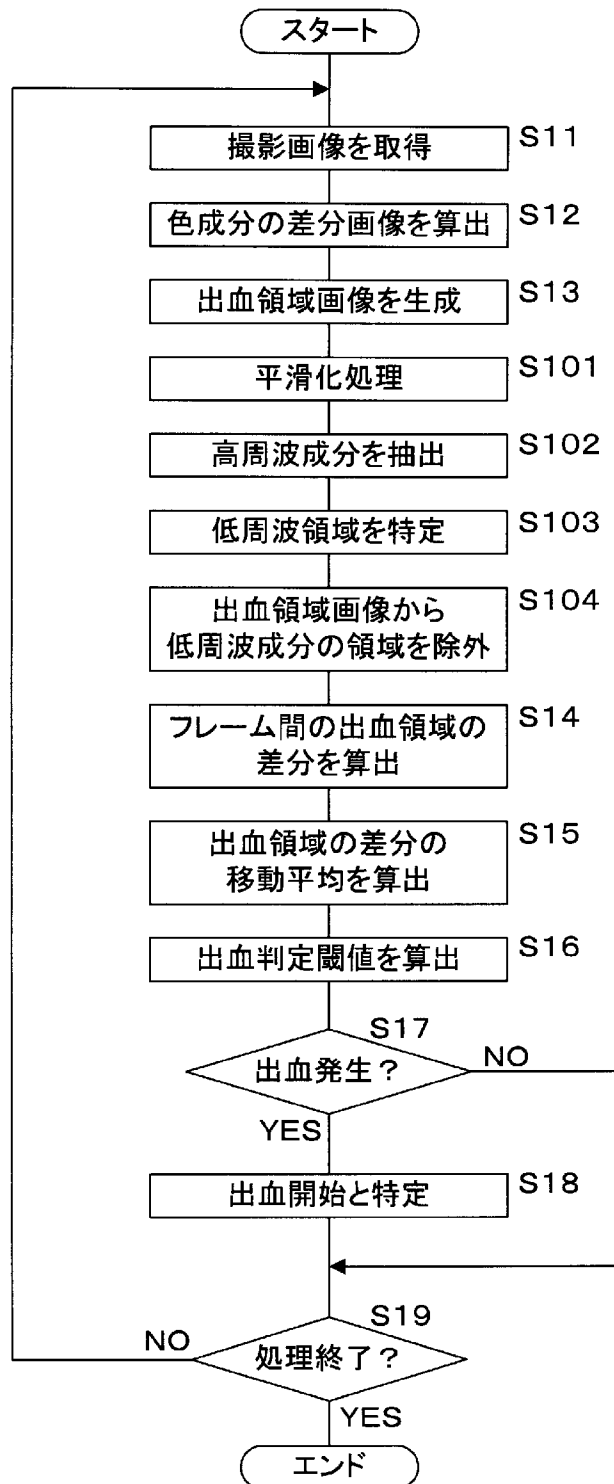 スタート
撮影画像を取得
S11
色成分の差分画像を算出
S12
出血領域画像を生成
S13
平滑化処理
S101
高周波成分を抽出
S102
低周波領域を特定
S103
出血領域画像から
低周波成分の領域を除外
S104
フレーム間の出血領域の
差分を算出
S14
出血領域の差分の
移動平均を算出
S15
出血判定閾値を算出
S16
S17
出血発生?
NO
YES
出血開始と特定
S18
S19
NO
処理終了?
YES
エンド